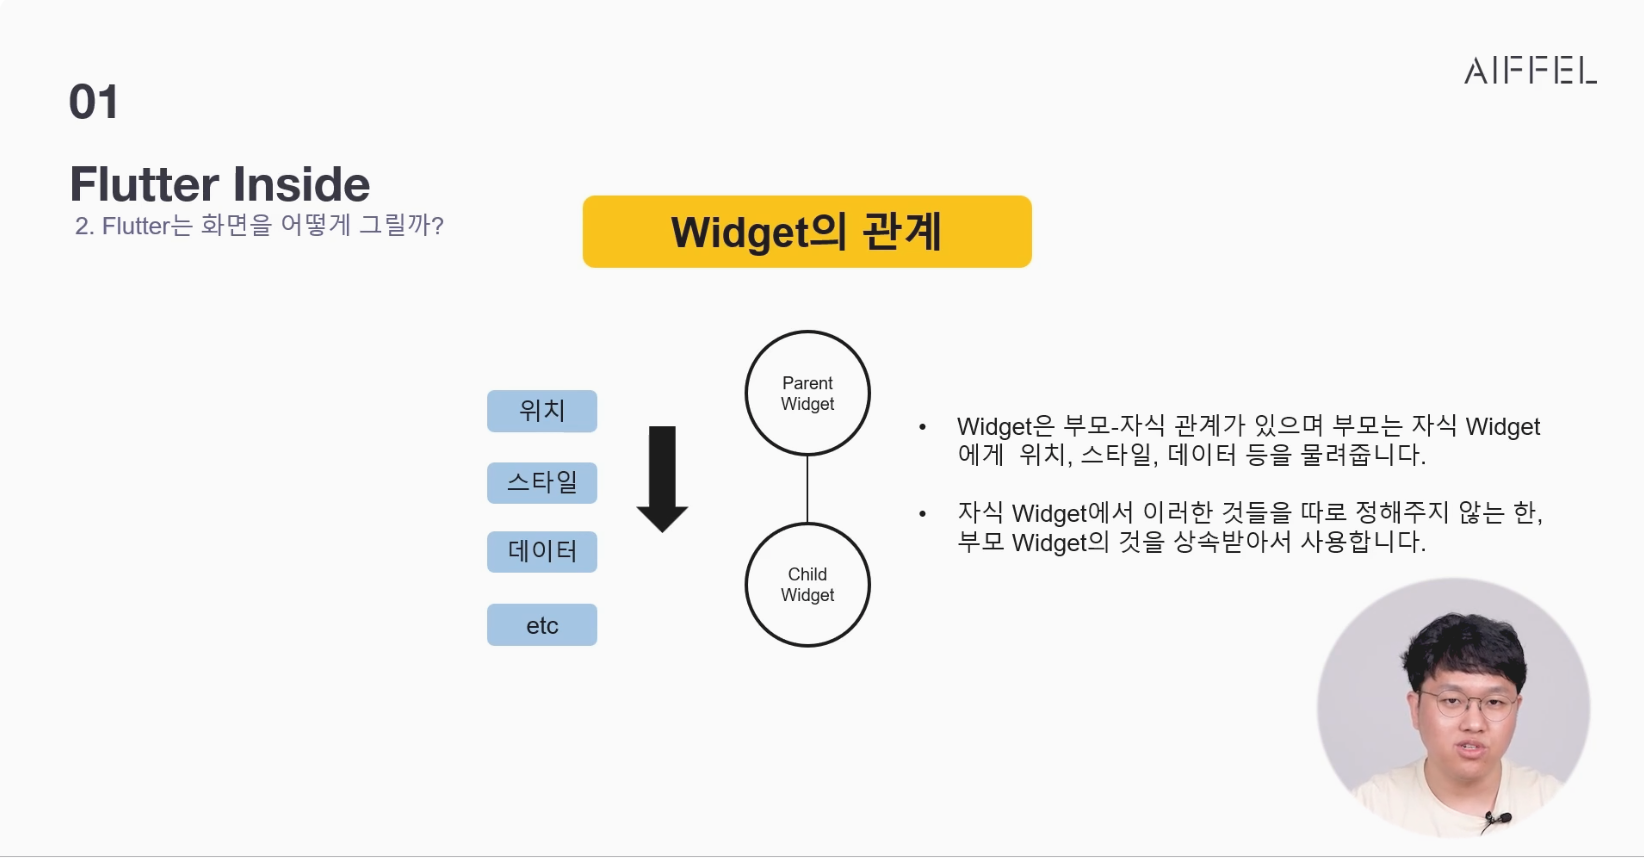 AIFFEL
01
Flutter Inside
2. Flutter는 화면을 어떻게 그릴까?
Widget의 관계
위치
스타일
데이터
etc
Parent
Widget
Child
Widget
• Widget은 부모-자식 관계가 있으며 부모는 자식 Widget
에게 위치, 스타일, 데이터 등을 물려줍니다.
• 자식 Widget에서 이러한 것들을 따로 정해주지 않는 한,
부모 Widget의 것을 상속받아서 사용합니다.